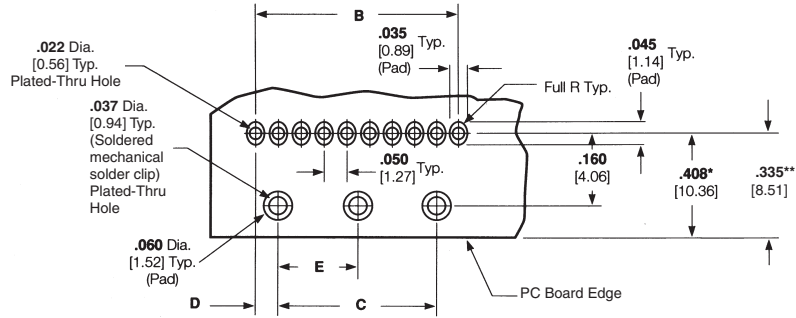 B
.022 Dia.
[0.56] Typ.
Plated-Thru Hole
.035
[0.89] Typ.
(Pad)
.045
[1.14] Typ.
(Pad)
Full R Typ.
.037 Dia.
[0.94] Typ.
(Soldered
mechanical
solder clip)
Plated-Thru
Hole
.050
[1.27] Typ.
.160
[4.06]
.408*
[10.36]
.335**
[8.51]
.060 Dia.
[1.52] Typ.
(Pad)
E
D
C
PC Board Edge